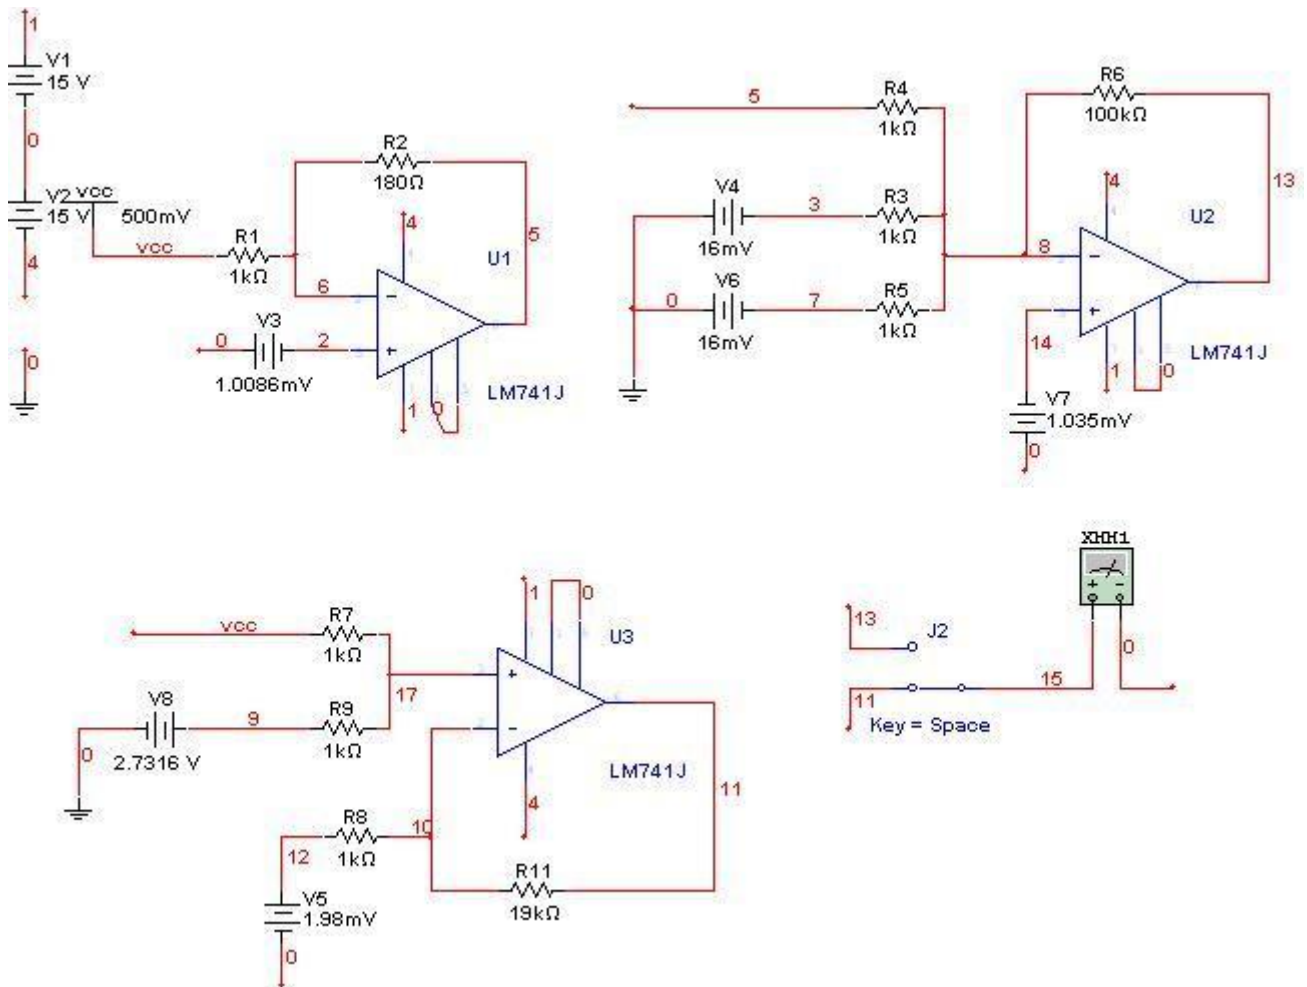 1
V1
15 V
0
V2
15 V
vcc
500mV
vcc
4
0
R1
1kΩ
R2
180Ω
4
5
U1
6
0
V3
2
1.0086mV
LM741J
1
0
5
R4
1kΩ
R6
100kΩ
V4
3
R3
1kΩ
16mV
4
13
U2
8
0
V6
7
R5
1kΩ
16mV
14
LM741J
1
0
V7
1.035mV
0
vcc
R7
1kΩ
1
0
U3
17
V8
9
R9
1kΩ
0
2.7316 V
LM741J
11
4
R8
10
12
1kΩ
V5
1.98mV
R11
19kΩ
0
XMM1
13
J2
0
15
11
Key = Space